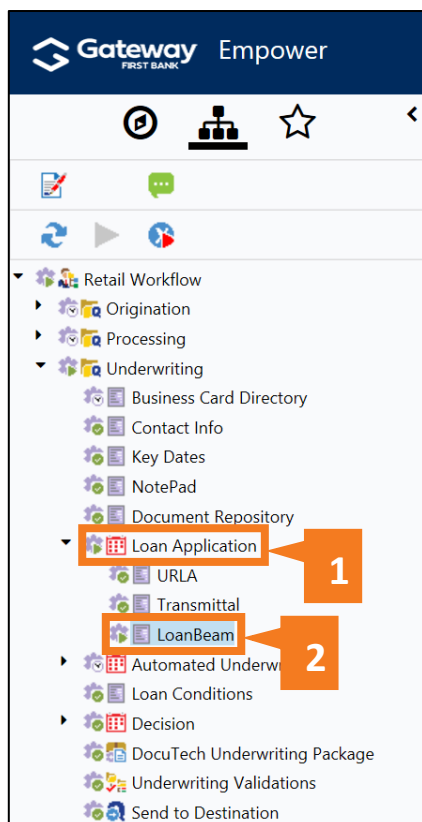 Gateway Empower
FIRST BANK
Retail Workflow
Origination
Processing
Underwriting
Business Card Directory
Contact Info
Key Dates
NotePad
Document Repository
Loan Application
1
URLA
Transmittal
LoanBeam
2
Automated
Loan Conditions
Decision
DocuTech Underwriting Package
Underwriting Validations
Send to Destination